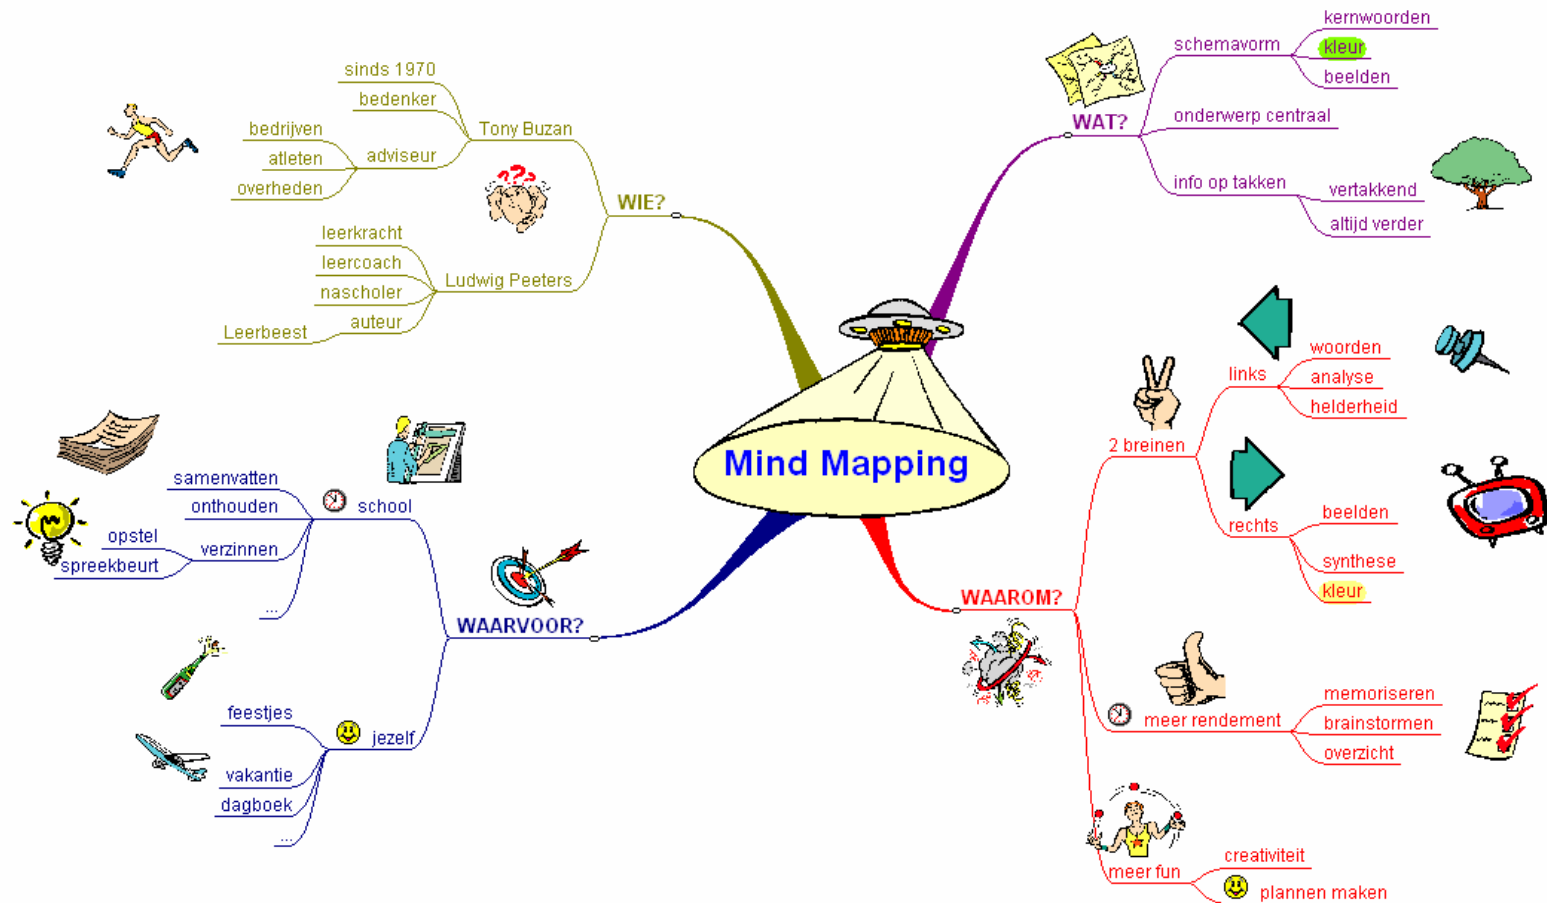 Mind Mapping
WAT?
schemavorm
kernwoorden
kleur
beelden
onderwerp centraal
info op takken
vertakkend
altijd verder
WAAROM?
2 breinen
links
woorden
analyse
helderheid
rechts
beelden
synthese
kleur
meer rendement
memoriseren
brainstormen
overzicht
meer fun
creativiteit
plannen maken
WAARVOOR?
school
samenvatten
onthouden
verzinnen
opstel
spreekbeurt
...
jezelf
feestjes
vakantie
dagboek
...
WIE?
???
Tony Buzan
sinds 1970
bedenker
adviseur
bedrijven
atleten
overheden
Ludwig Peeters
leerkracht
leercoach
nascholer
auteur
Leerbeest